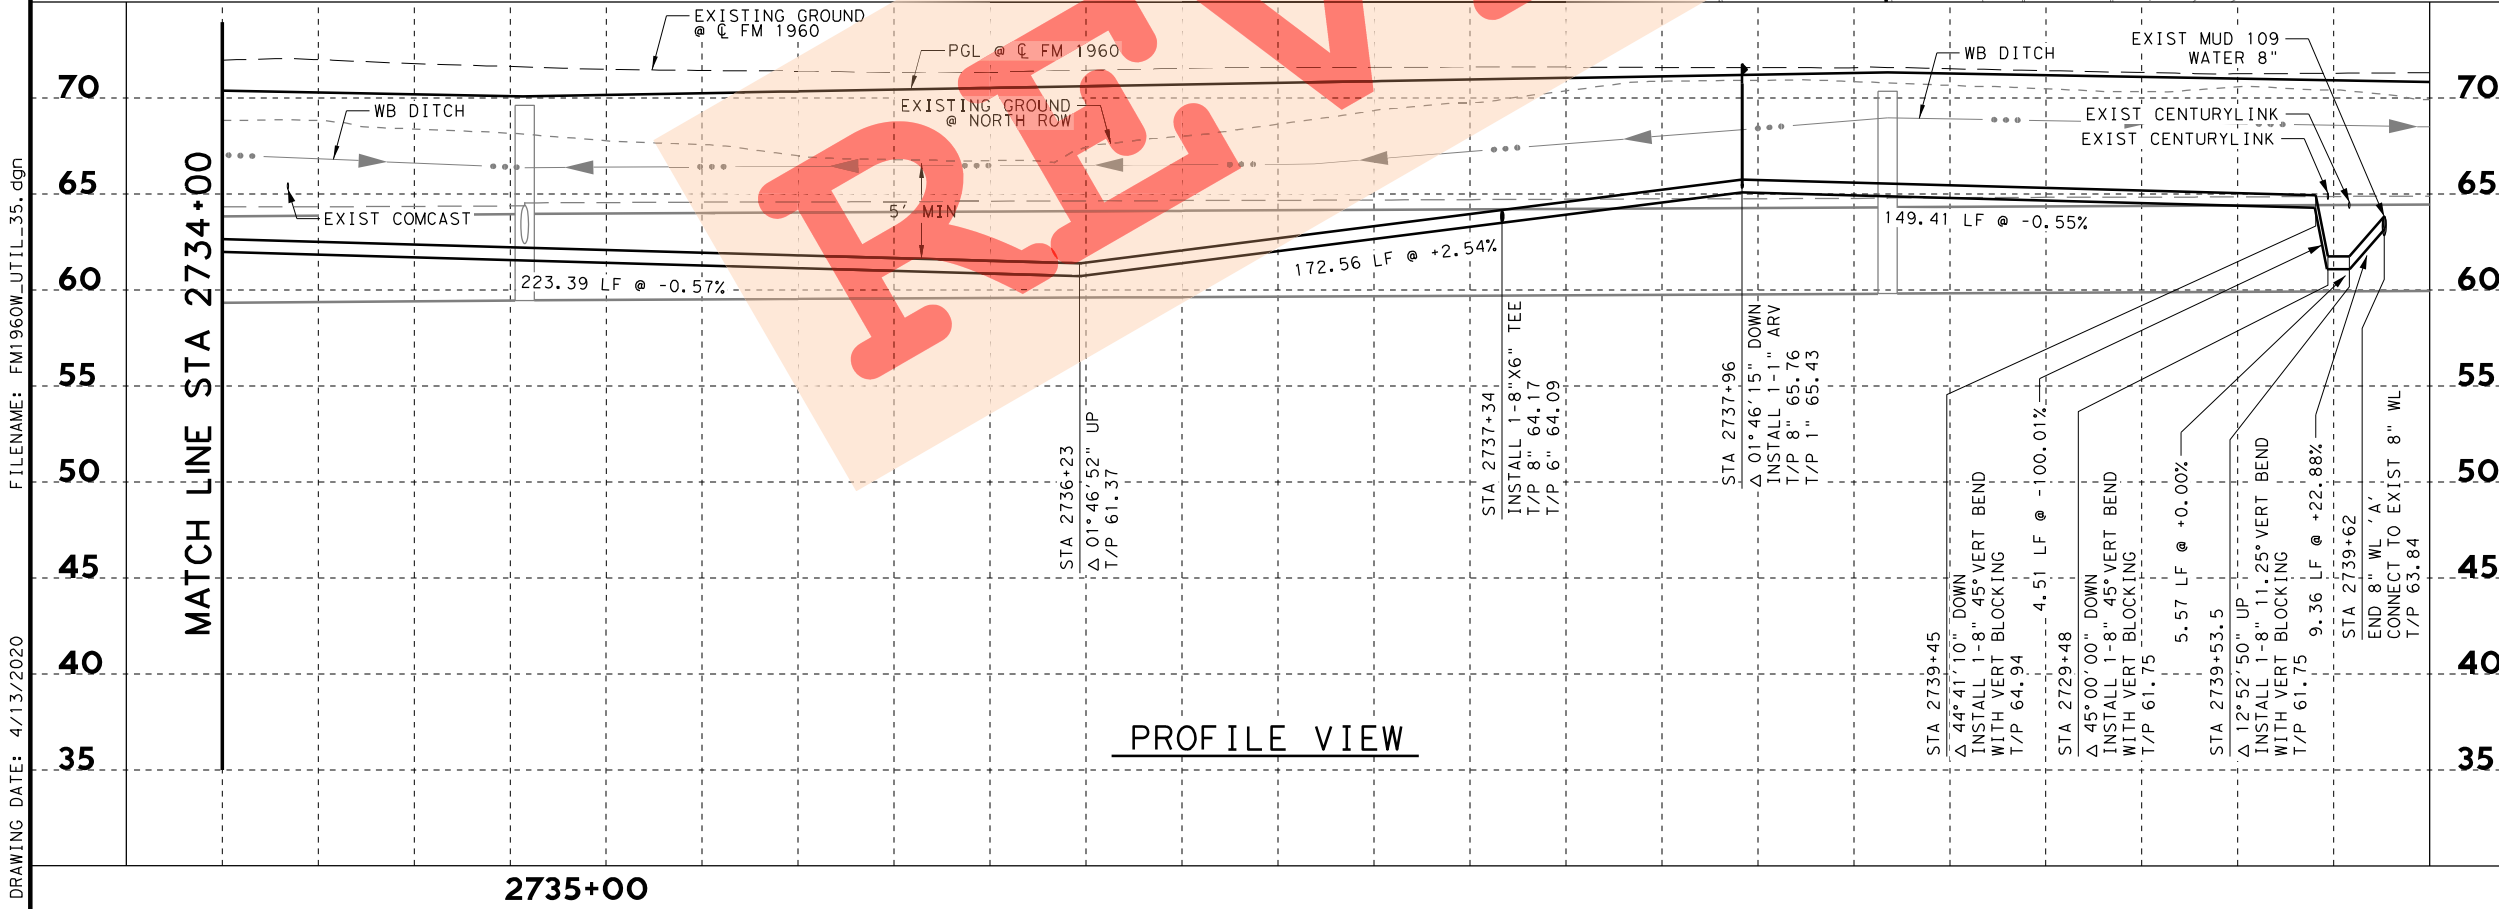 EXISTING GROUND
@ ℄ FM 1960
PGL @ ℄ FM 1960
WB DITCH
EXIST MUD 109
WATER 8"
70
70
WB DITCH
EXISTING GROUND
@ NORTH ROW
EXIST CENTURYLINK
EXIST CENTURYLINK
65
65
EXIST COMCAST
5' MIN
149.41 LF @ -0.55%
172.56 LF @ +2.54%
223.39 LF @ -0.57%
60
60
55
55
50
50
45
45
40
40
35
35
MATCH LINE STA 2734+00
STA 2736+23
Δ 01°46'52" UP
T/P 61.37
STA 2737+34
INSTALL 1-8"X6" TEE
T/P 8" 64.17
T/P 6" 64.09
STA 2737+96
Δ 01°46'15" DOWN
INSTALL 1-1" ARV
T/P 8" 65.76
T/P 1" 65.43
STA 2739+45
Δ 44°41'10" DOWN
INSTALL 1-8" 45° VERT BEND
WITH VERT BLOCKING
T/P 64.94
4.51 LF @ -100.01%
STA 2729+48
Δ 45°00'00" DOWN
INSTALL 1-8" 45° VERT BEND
WITH VERT BLOCKING
T/P 61.75
5.57 LF @ +0.00%
STA 2739+53.5
Δ 12°52'50" UP
INSTALL 1-8" 11.25° VERT BEND
WITH VERT BLOCKING
T/P 61.75
9.36 LF @ +22.88%
STA 2739+62
END 8" WL 'A'
CONNECT TO EXIST 8" WL
T/P 63.84
PROFILE VIEW
2735+00
FILENAME: FM1960W_UTIL_35.dgn
DRAWING DATE: 4/13/2020